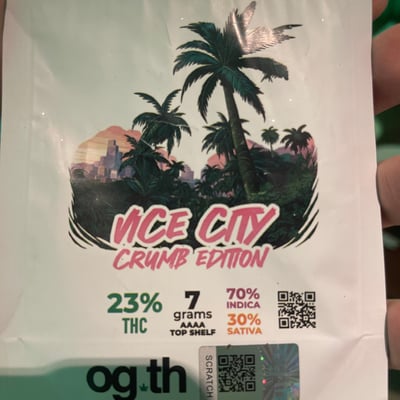 VICE CITY
CRUMB EDITION
23%
THC
7
grams
AAAA
TOP SHELF
70%
INDICA
30%
SATIVA
og.th
SCRATCH